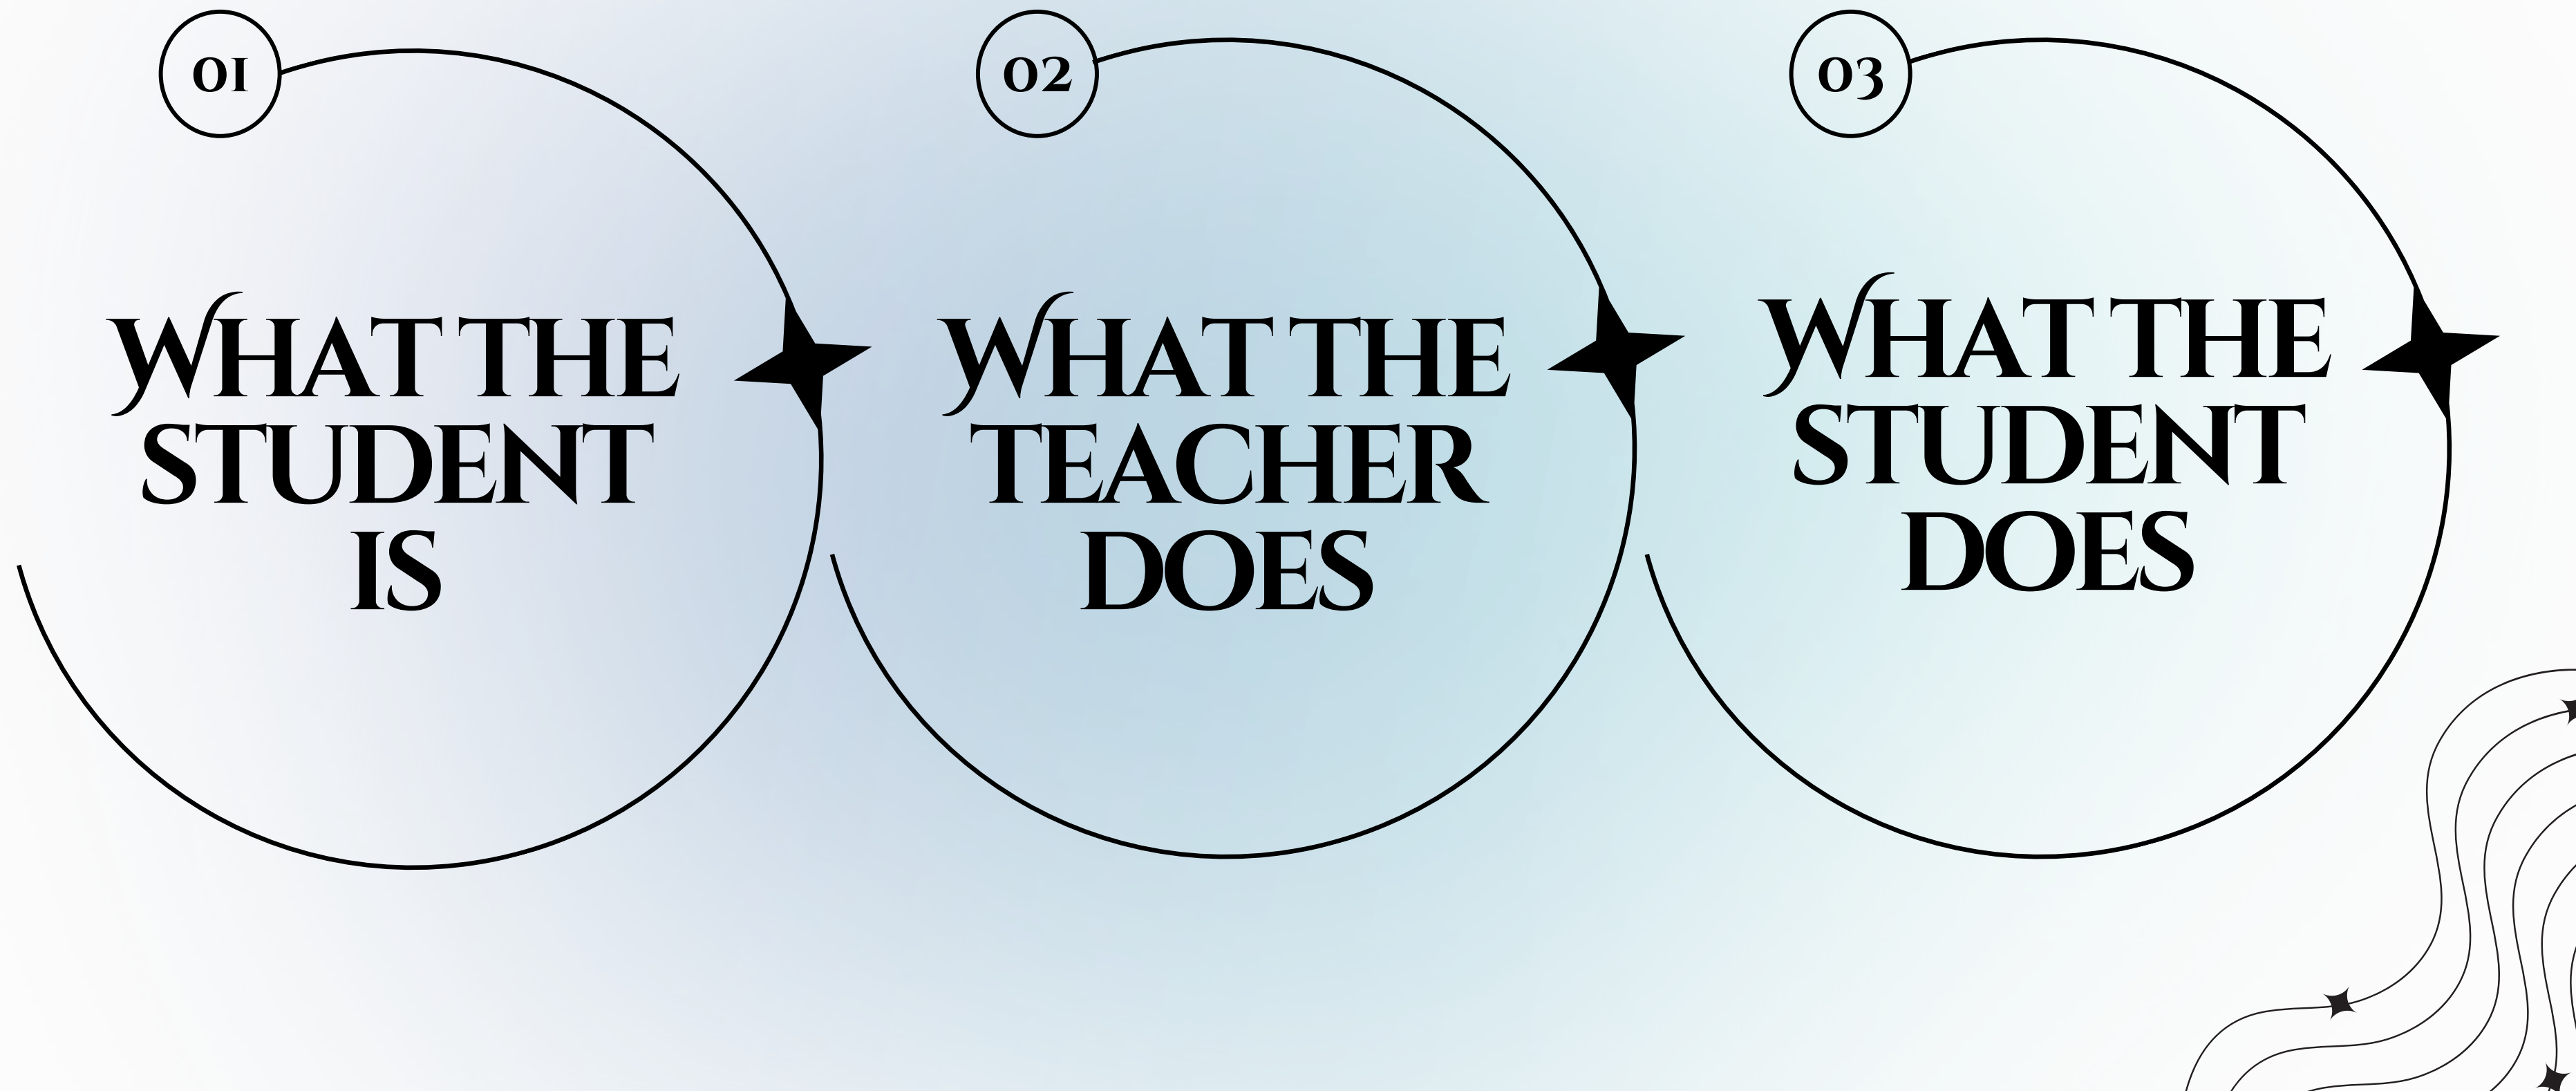 01
WHAT THE
STUDENT
IS
02
WHAT THE
TEACHER
DOES
03
WHAT THE
STUDENT
DOES